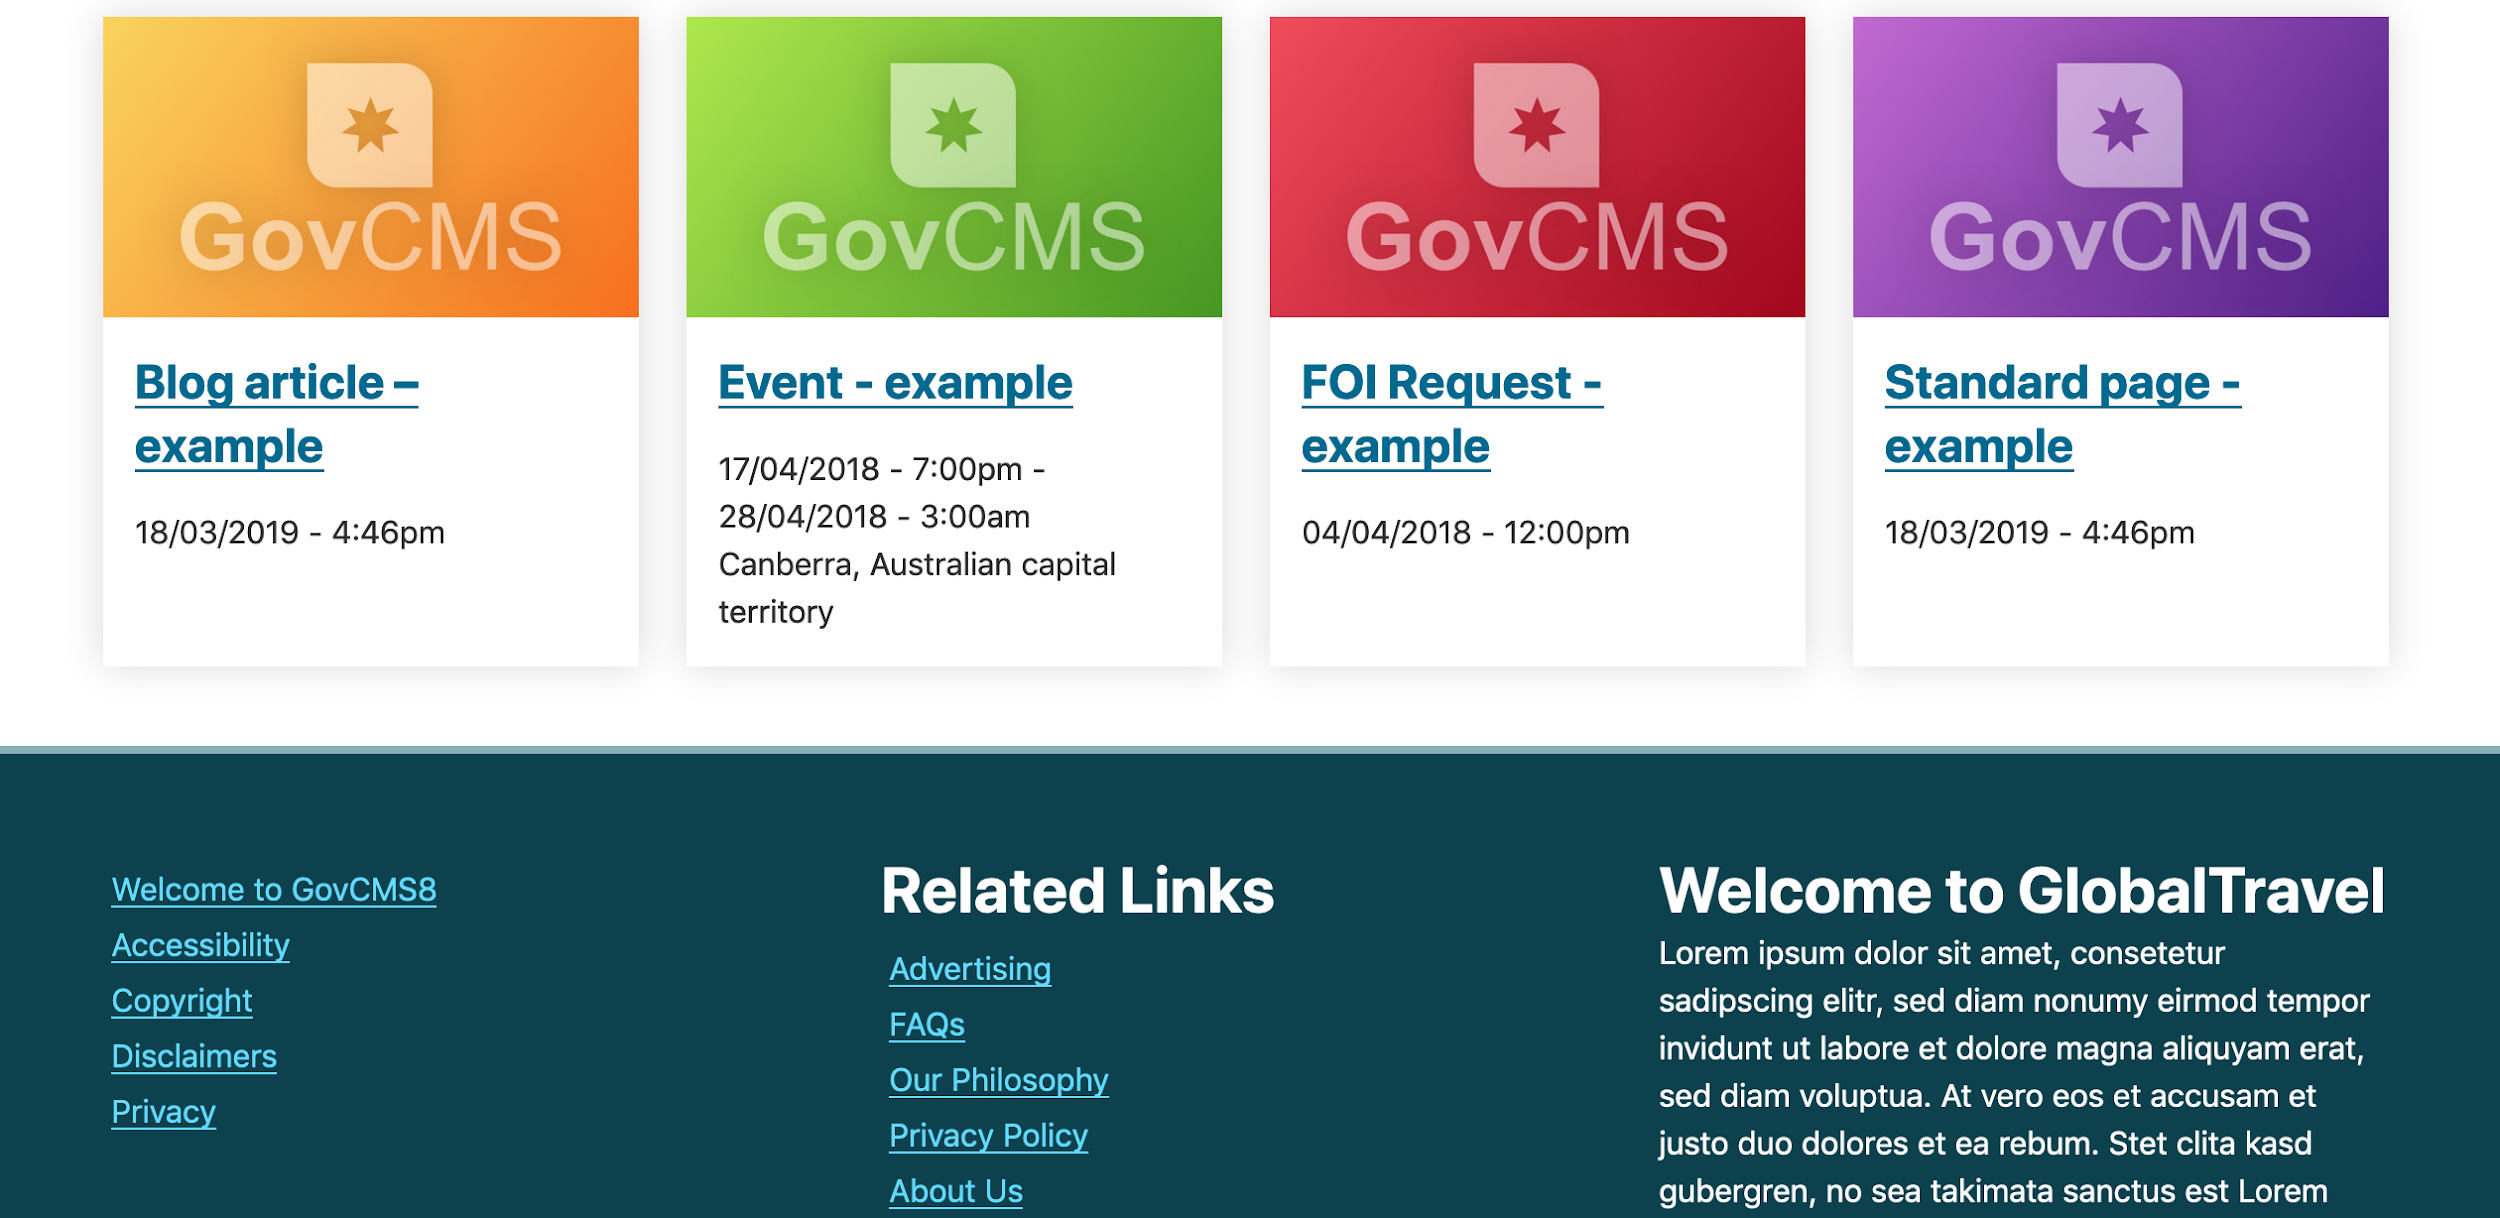 GovCMS
GovCMS
GovCMS
GovCMS
Blog article –
example
18/03/2019 - 4:46pm
Event - example
17/04/2018 - 7:00pm -
28/04/2018 - 3:00am
Canberra, Australian capital
territory
FOI Request -
example
04/04/2018 - 12:00pm
Standard page -
example
18/03/2019 - 4:46pm
Welcome to GovCMS8
Accessibility
Copyright
Disclaimers
Privacy
Related Links
Advertising
FAQs
Our Philosophy
Privacy Policy
About Us
Welcome to GlobalTravel
Lorem ipsum dolor sit amet, consetetur
sadipscing elitr, sed diam nonumy eirmod tempor
invidunt ut labore et dolore magna aliquyam erat,
sed diam voluptua. At vero eos et accusam et
justo duo dolores et ea rebum. Stet clita kasd
gubergren, no sea takimata sanctus est Lorem